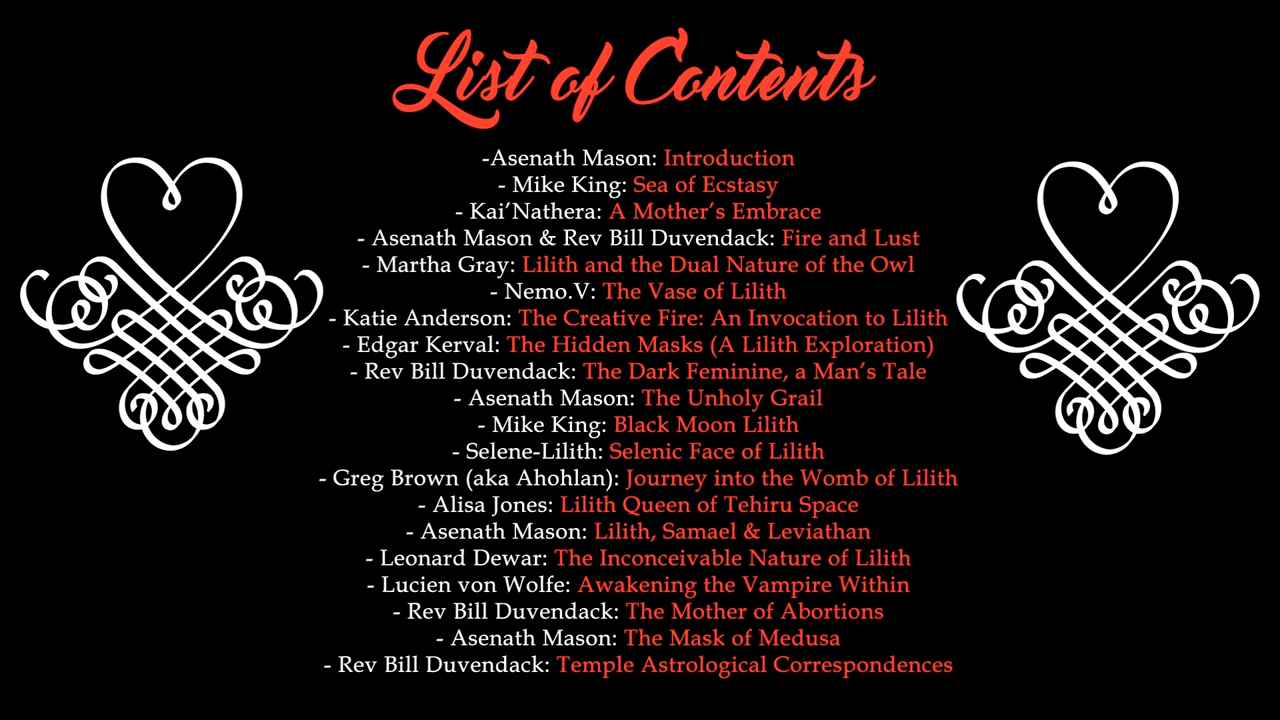 List of Contents
-Asenath Mason: Introduction
- Mike King: Sea of Ecstasy
- Kai’Nathera: A Mother’s Embrace
- Asenath Mason & Rev Bill Duvendack: Fire and Lust
- Martha Gray: Lilith and the Dual Nature of the Owl
- Nemo.V: The Vase of Lilith
- Katie Anderson: The Creative Fire: An Invocation to Lilith
- Edgar Kerval: The Hidden Masks (A Lilith Exploration)
- Rev Bill Duvendack: The Dark Feminine, a Man’s Tale
- Asenath Mason: The Unholy Grail
- Mike King: Black Moon Lilith
- Selene-Lilith: Selenic Face of Lilith
- Greg Brown (aka Ahohlan): Journey into the Womb of Lilith
- Alisa Jones: Lilith Queen of Tehiru Space
- Asenath Mason: Lilith, Samael & Leviathan
- Leonard Dewar: The Inconceivable Nature of Lilith
- Lucien von Wolfe: Awakening the Vampire Within
- Rev Bill Duvendack: The Mother of Abortions
- Asenath Mason: The Mask of Medusa
- Rev Bill Duvendack: Temple Astrological Correspondences